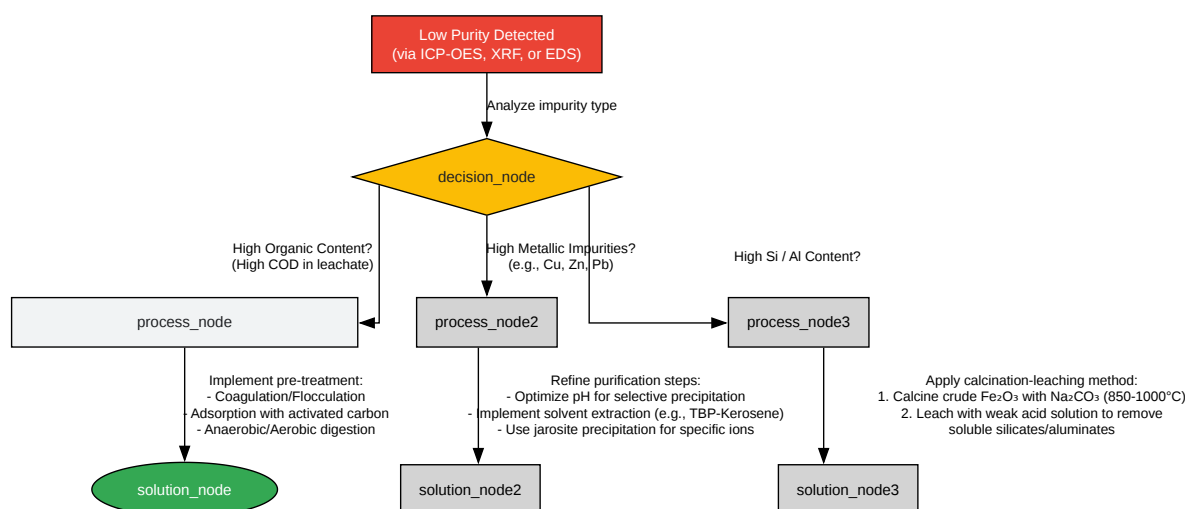 Low Purity Detected
(via ICP-OES, XRF, or EDS)
Analyze impurity type
decision_node
High Organic Content?
(High COD in leachate)
High Metallic Impurities?
(e.g., Cu, Zn, Pb)
High Si / Al Content?
process_node
process_node2
process_node3
Implement pre-treatment:
- Coagulation/Flocculation
- Adsorption with activated carbon
- Anaerobic/Aerobic digestion
Refine purification steps:
- Optimize pH for selective precipitation
- Implement solvent extraction (e.g., TBP-Kerosene)
- Use jarosite precipitation for specific ions
Apply calcination-leaching method:
1. Calcine crude Fe₂O₃ with Na₂CO₃ (850-1000°C)
2. Leach with weak acid solution to remove
soluble silicates/aluminates
solution_node
solution_node2
solution_node3